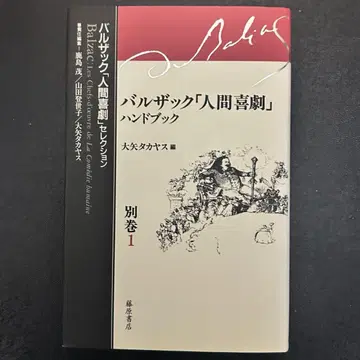 バルザック「人間喜劇」セレクション
Balzac: Les Chefs-d'œuvre de La Comédie humaine
責任編集=鹿島 茂/山田登世子/大矢タカヤス
Balzac
バルザック「人間喜劇」
ハンドブック
大矢タカヤス 編
別巻1
藤原書店